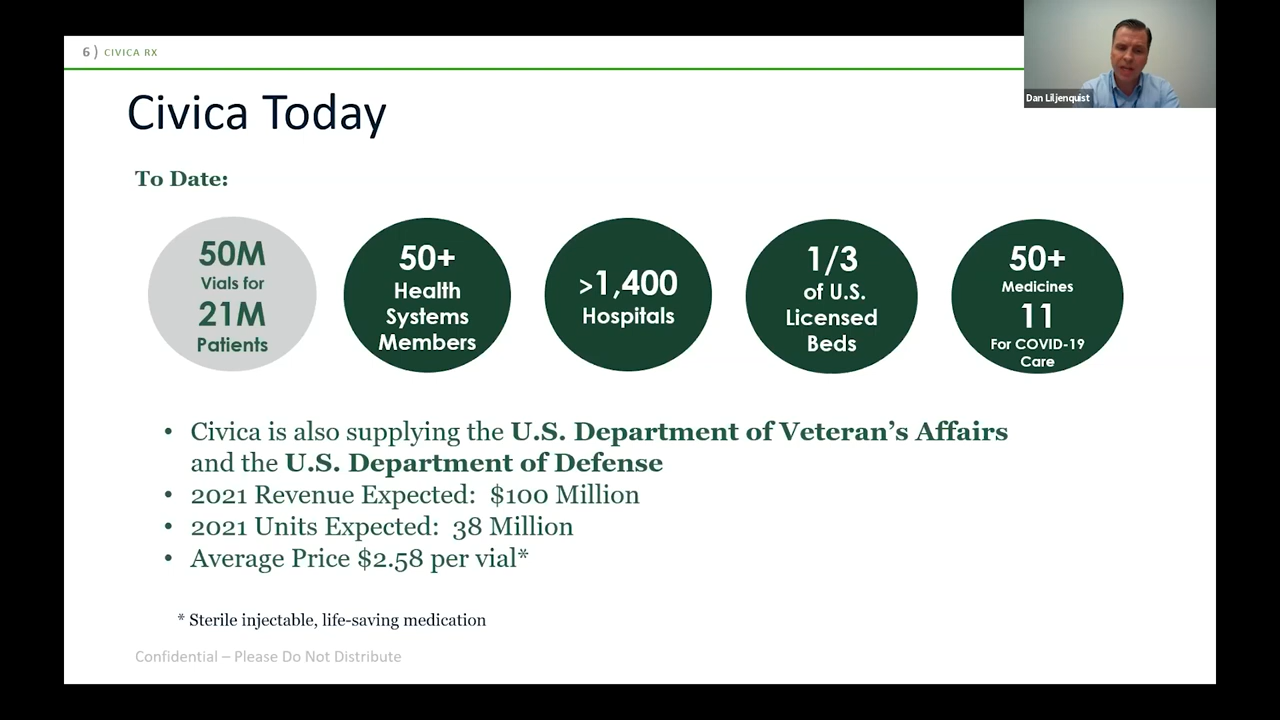 6 ) CIVICA RX
Dan Liljenquist
Civica Today
To Date:
50M
Vials for
21M
Patients
50+
Health
Systems
Members
>1,400
Hospitals
1/3
of U.S.
Licensed
Beds
50+
Medicines
11
For COVID-19
Care
• Civica is also supplying the U.S. Department of Veteran's Affairs
and the U.S. Department of Defense
• 2021 Revenue Expected: $100 Million
• 2021 Units Expected: 38 Million
• Average Price $2.58 per vial*
* Sterile injectable, life-saving medication
Confidential – Please Do Not Distribute